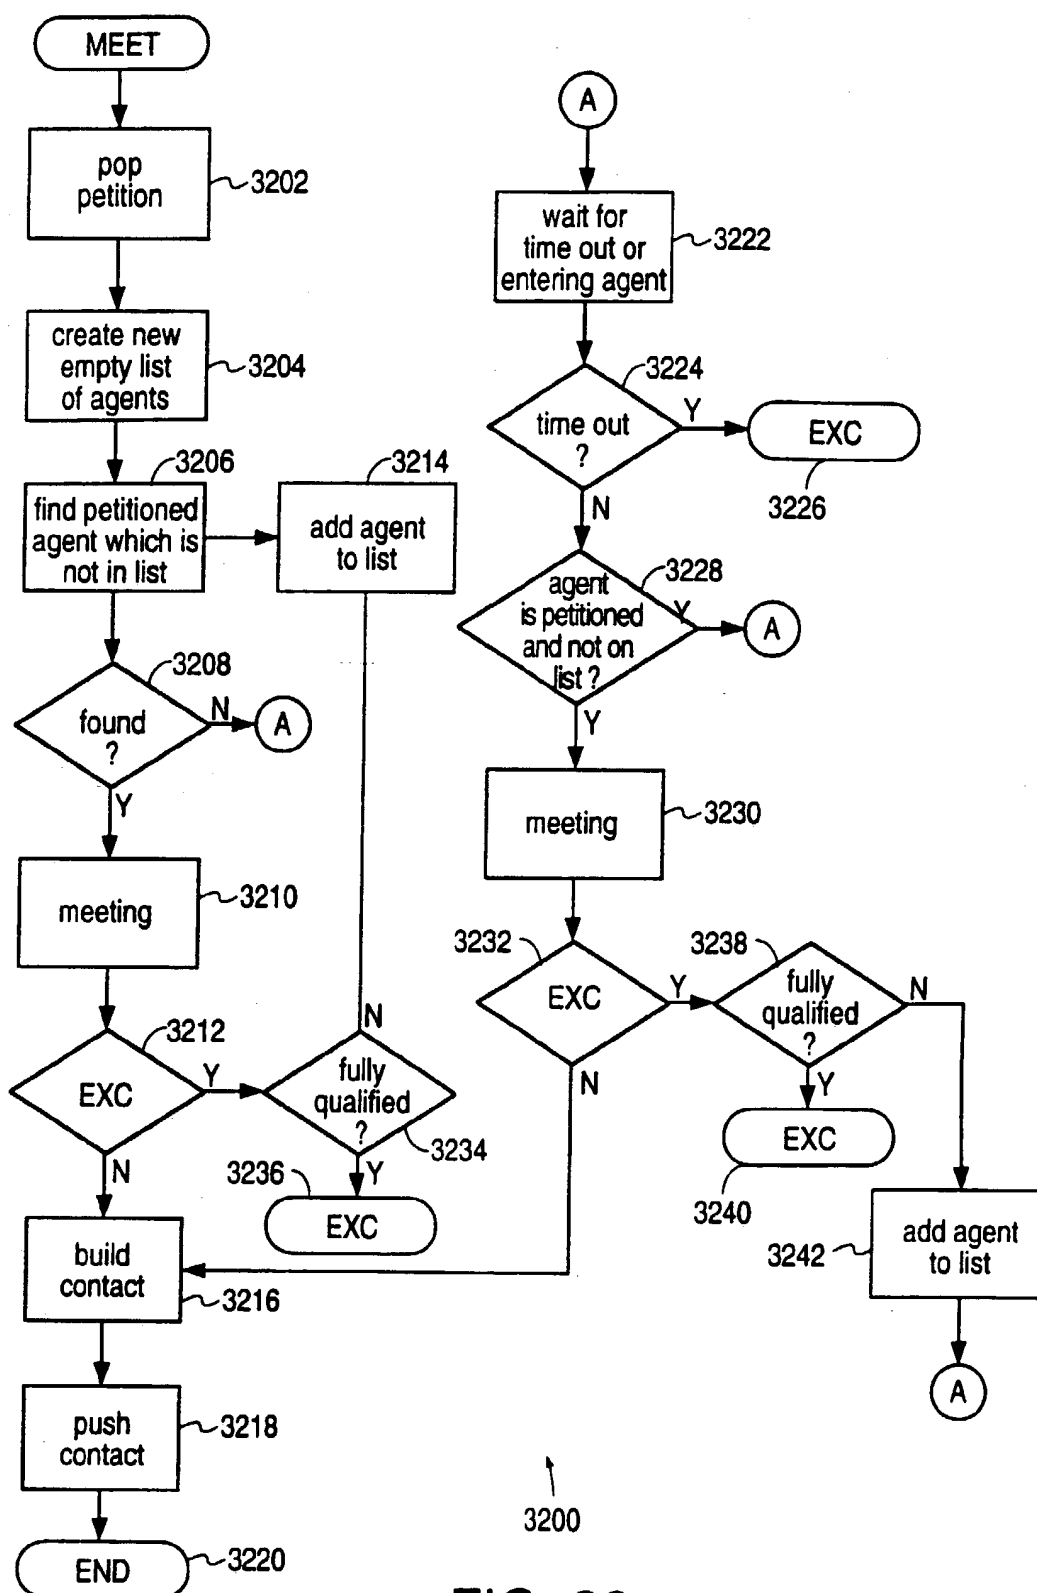 MEET
pop
petition
3202
create new
empty list
of agents
3204
3206
find petitioned
agent which is
not in list
3214
add agent
to list
3208
found
?
N
A
Y
meeting
3210
3212
EXC
Y
N
fully
qualified
?
3234
N
Y
3236
EXC
build
contact
3216
push
contact
3218
END
3220
A
wait for
time out or
entering agent
3222
3224
time out
?
Y
EXC
3226
N
3228
agent
is petitioned
and not on
list ?
Y
A
Y
meeting
3230
3232
EXC
Y
N
3238
fully
qualified
?
N
Y
EXC
3240
3242
add agent
to list
A
3200